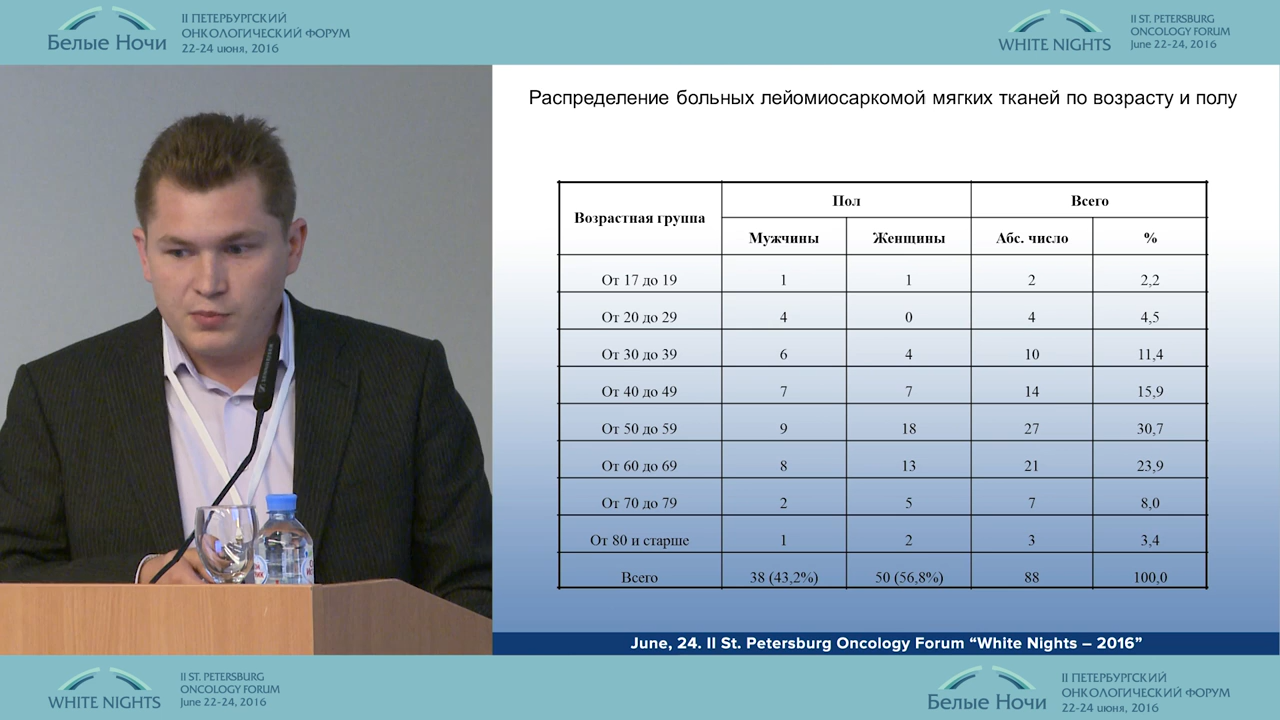 II ПЕТЕРБУРГСКИЙ
ОНКОЛОГИЧЕСКИЙ ФОРУМ
Белые Ночи
22-24 июня, 2016
II ST. PETERSBURG
ONCOLOGY FORUM
WHITE NIGHTS
June 22-24, 2016
Распределение больных лейомиосаркомой мягких тканей по возрасту и полу
Возрастная группа Пол Всего
Мужчины Женщины Абс. число %
От 17 до 19 1 1 2 2,2
От 20 до 29 4 0 4 4,5
От 30 до 39 6 4 10 11,4
От 40 до 49 7 7 14 15,9
От 50 до 59 9 18 27 30,7
От 60 до 69 8 13 21 23,9
От 70 до 79 2 5 7 8,0
От 80 и старше 1 2 3 3,4
Всего 38 (43,2%) 50 (56,8%) 88 100,0
June, 24. II St. Petersburg Oncology Forum “White Nights – 2016”
II ST. PETERSBURG
ONCOLOGY FORUM
WHITE NIGHTS
June 22-24, 2016
II ПЕТЕРБУРГСКИЙ
ОНКОЛОГИЧЕСКИЙ ФОРУМ
Белые Ночи
22-24 июня, 2016